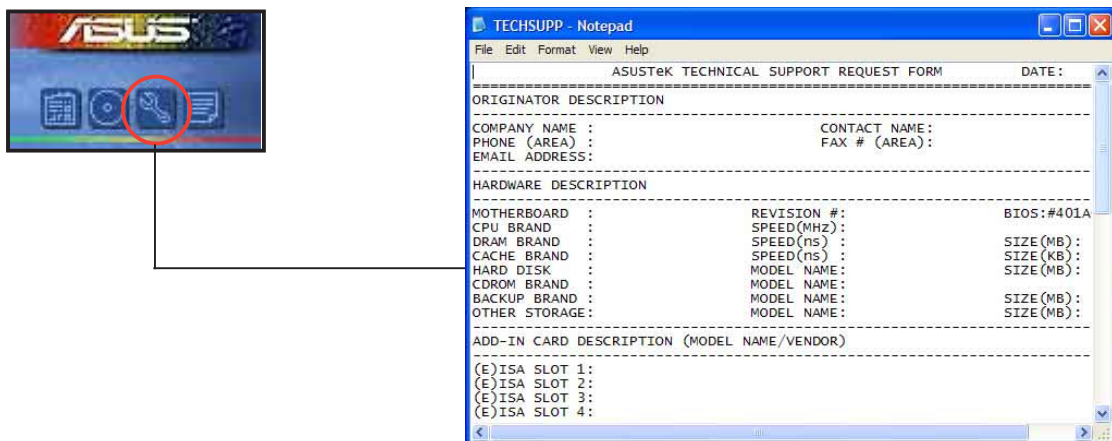 ASUS
TECHSUPP - Notepad
File Edit Format View Help
ASUSTeK TECHNICAL SUPPORT REQUEST FORM DATE:
ORIGINATOR DESCRIPTION
COMPANY NAME : CONTACT NAME:
PHONE (AREA) : FAX # (AREA):
EMAIL ADDRESS:
HARDWARE DESCRIPTION
MOTHERBOARD : REVISION #: BIOS:#401A
CPU BRAND : SPEED(MHz):
DRAM BRAND : SPEED(ns) : SIZE(MB):
CACHE BRAND : SPEED(ns) : SIZE(KB):
HARD DISK : MODEL NAME: SIZE(MB):
CDROM BRAND : MODEL NAME:
BACKUP BRAND : MODEL NAME: SIZE(MB):
OTHER STORAGE: MODEL NAME: SIZE(MB):
ADD-IN CARD DESCRIPTION (MODEL NAME/VENDOR)
(E)ISA SLOT 1:
(E)ISA SLOT 2:
(E)ISA SLOT 3:
(E)ISA SLOT 4: